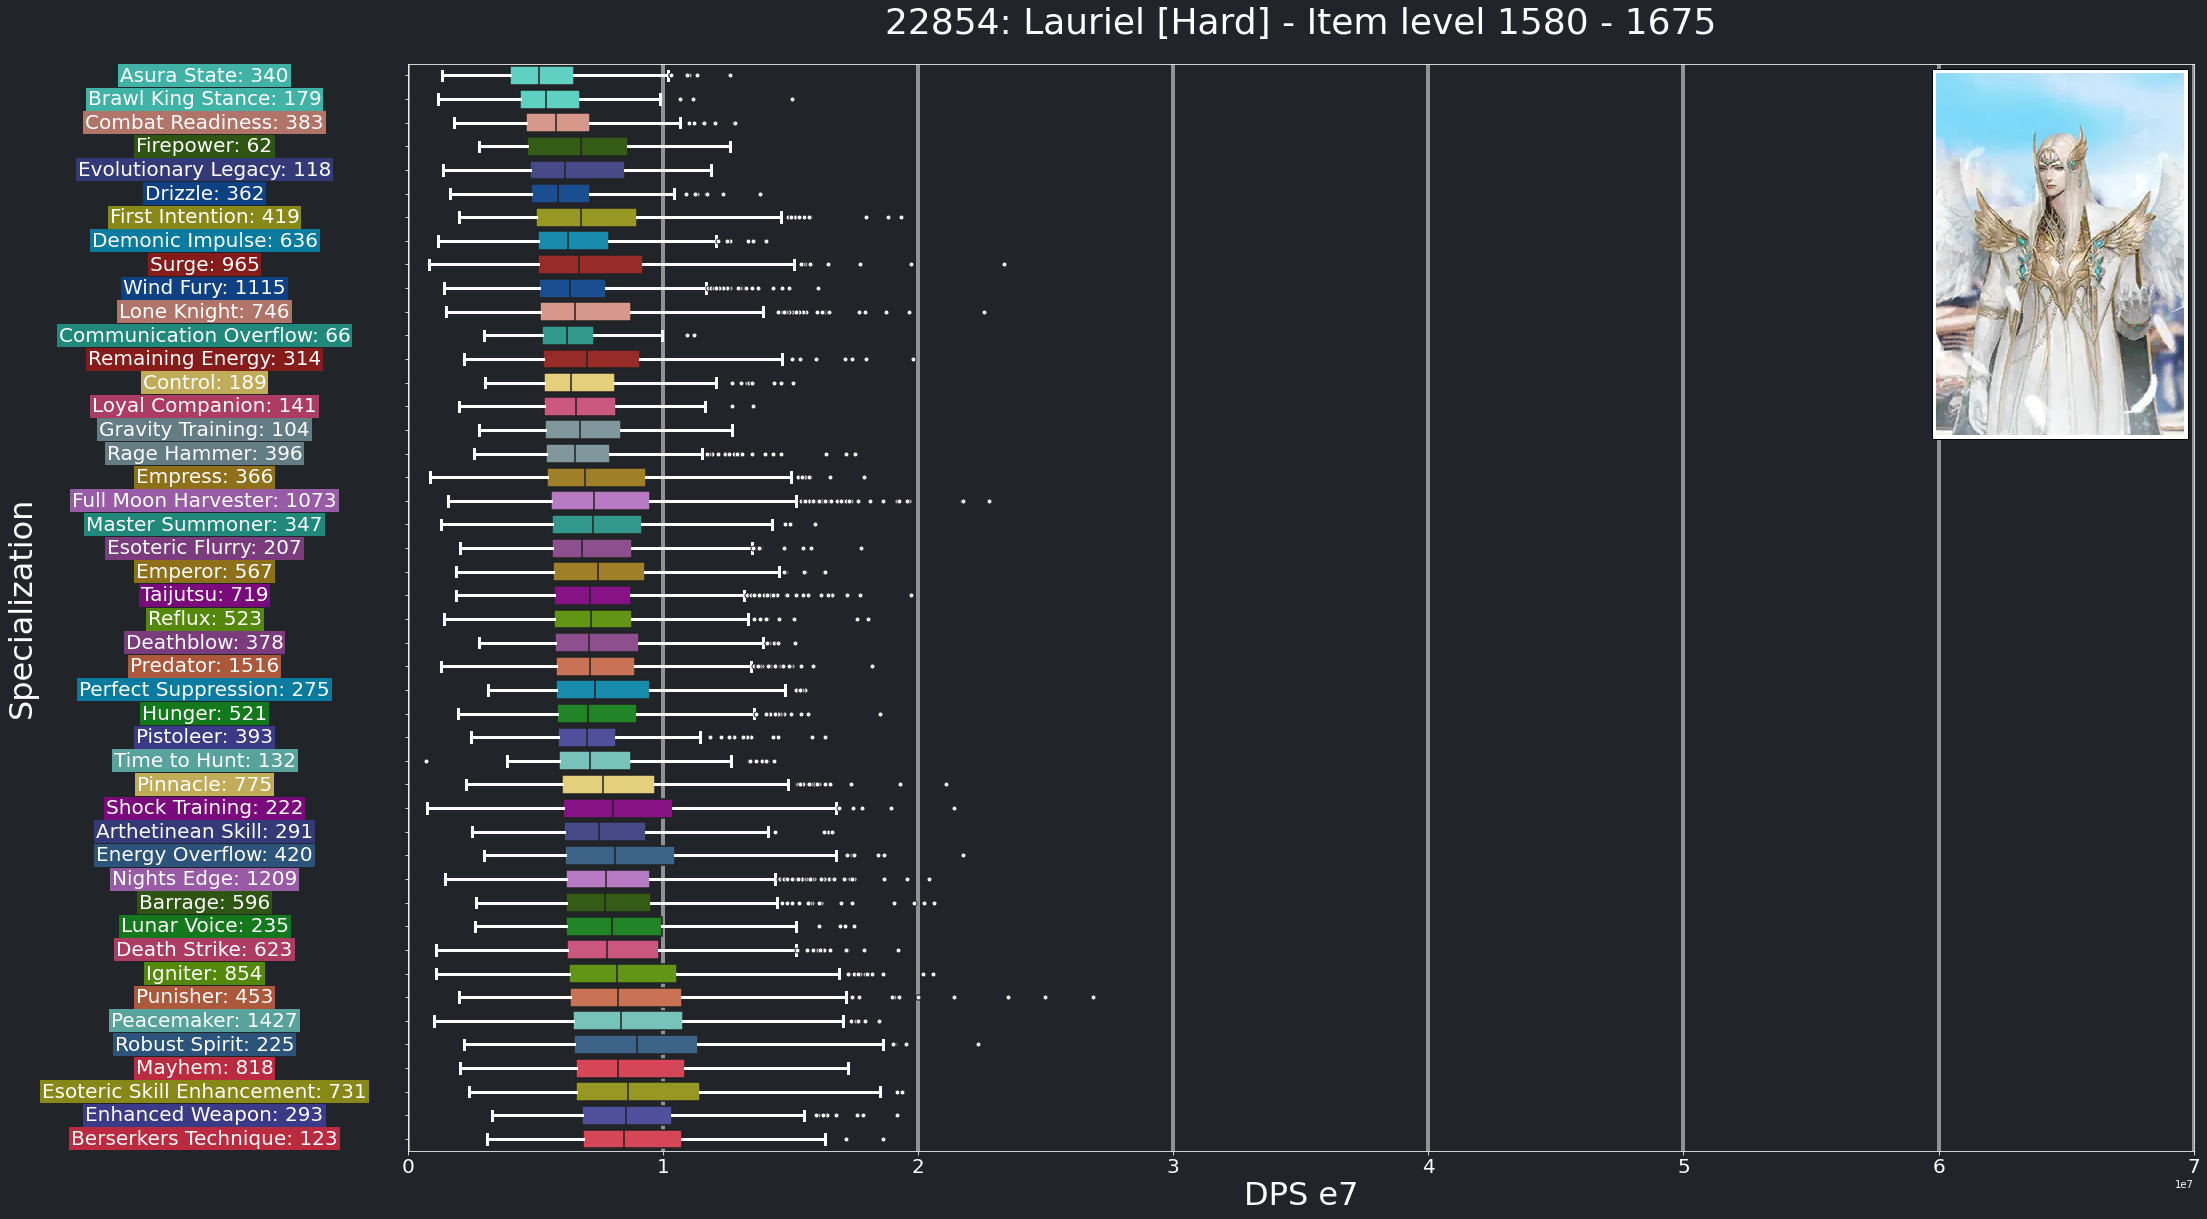 22854: Lauriel [Hard] - Item level 1580 - 1675
Asura State: 340
Brawl King Stance: 179
Combat Readiness: 383
Firepower: 62
Evolutionary Legacy: 118
Drizzle: 362
First Intention: 419
Demonic Impulse: 636
Surge: 965
Wind Fury: 1115
Lone Knight: 746
Communication Overflow: 66
Remaining Energy: 314
Control: 189
Loyal Companion: 141
Gravity Training: 104
Rage Hammer: 396
Empress: 366
Full Moon Harvester: 1073
Master Summoner: 347
Esoteric Flurry: 207
Emperor: 567
Taijutsu: 719
Reflux: 523
Deathblow: 378
Predator: 1516
Perfect Suppression: 275
Hunger: 521
Pistoleer: 393
Time to Hunt: 132
Pinnacle: 775
Shock Training: 222
Arthetinean Skill: 291
Energy Overflow: 420
Nights Edge: 1209
Barrage: 596
Lunar Voice: 235
Death Strike: 623
Igniter: 854
Punisher: 453
Peacemaker: 1427
Robust Spirit: 225
Mayhem: 818
Esoteric Skill Enhancement: 731
Enhanced Weapon: 293
Berserkers Technique: 123
Specialization
0 1 2 3 4 5 6 7
1e7
DPS e7